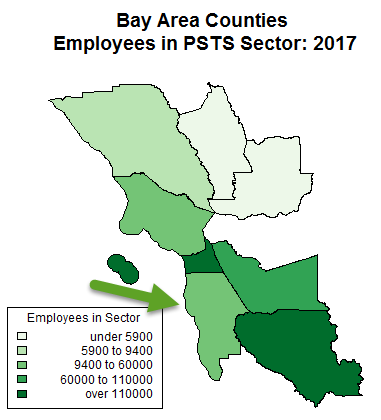 Bay Area Counties
Employees in PSTS Sector: 2017
Employees in Sector
under 5900
5900 to 9400
9400 to 60000
60000 to 110000
over 110000